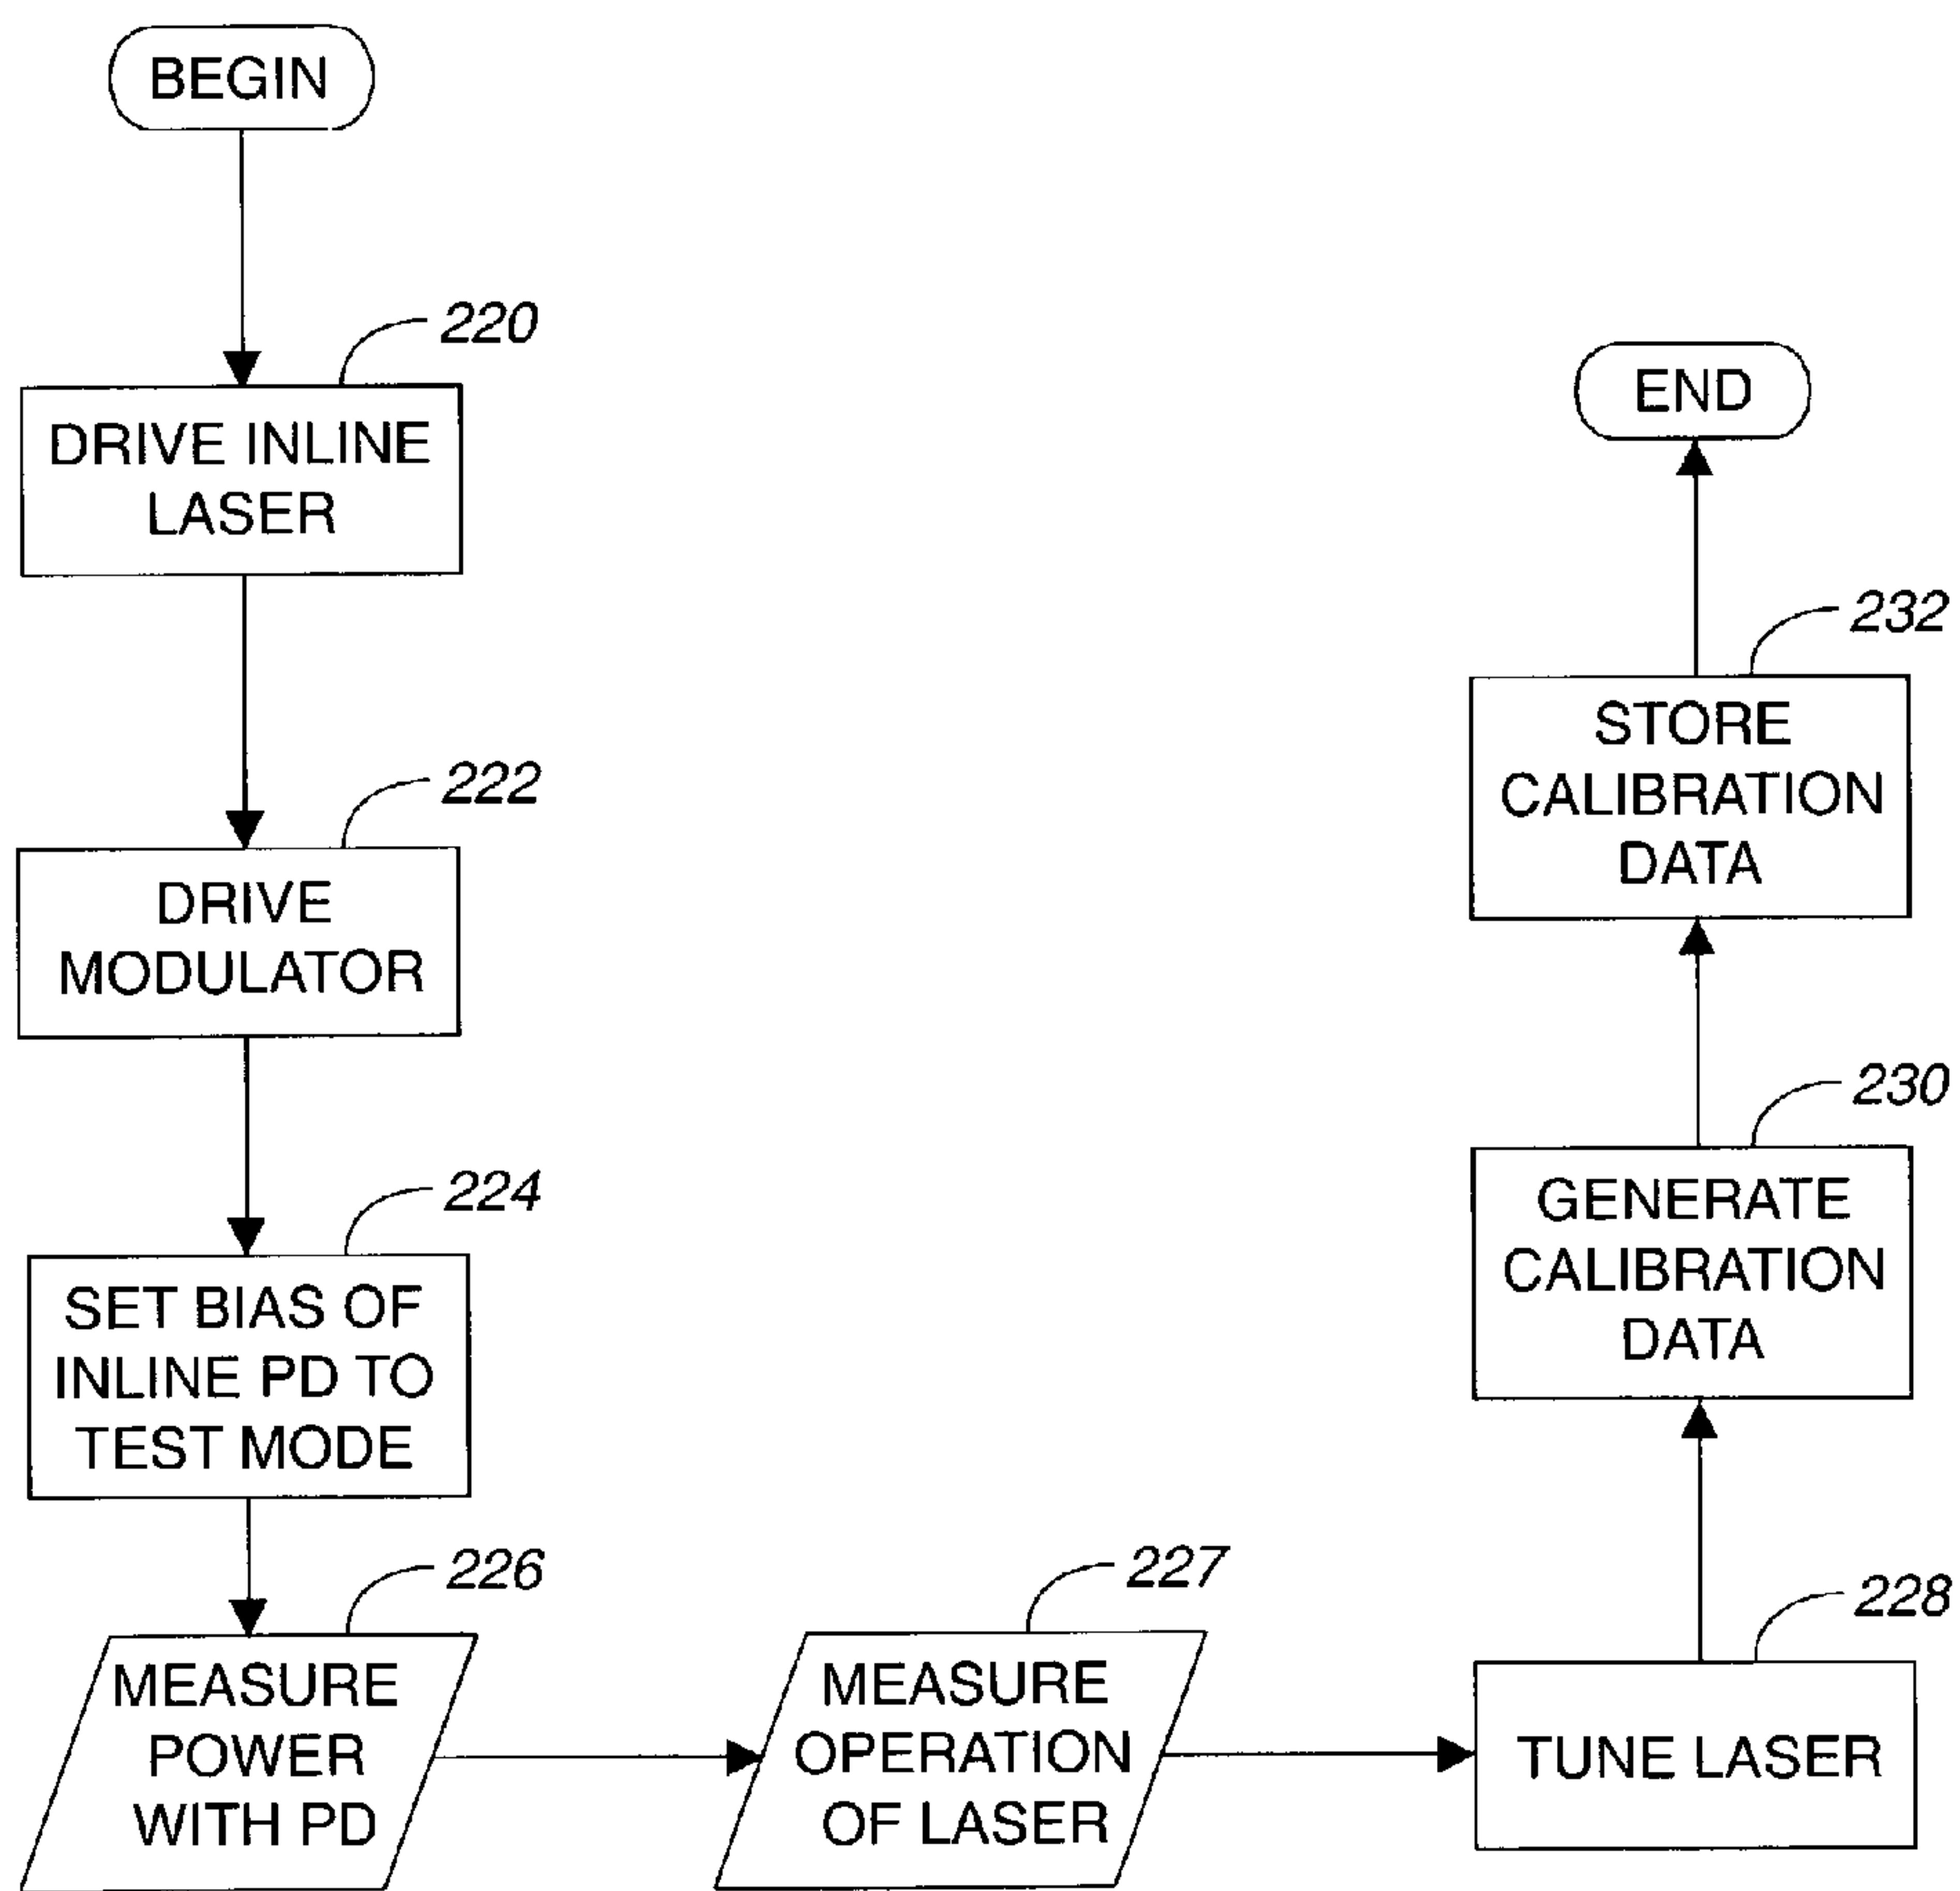 BEGIN
220
DRIVE INLINE
LASER
222
DRIVE
MODULATOR
224
SET BIAS OF
INLINE PD TO
TEST MODE
226
MEASURE
POWER
WITH PD
227
MEASURE
OPERATION
OF LASER
228
TUNE LASER
230
GENERATE
CALIBRATION
DATA
232
STORE
CALIBRATION
DATA
END